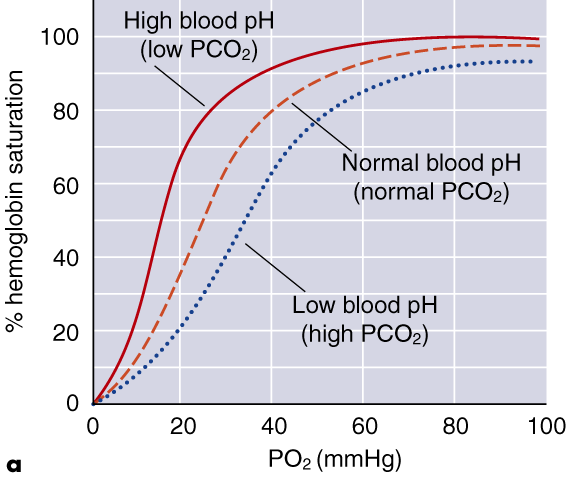 High blood pH
(low PCO₂)
Normal blood pH
(normal PCO₂)
Low blood pH
(high PCO₂)
% hemoglobin saturation
100
80
60
40
20
0
0 20 40 60 80 100
PO₂ (mmHg)
a